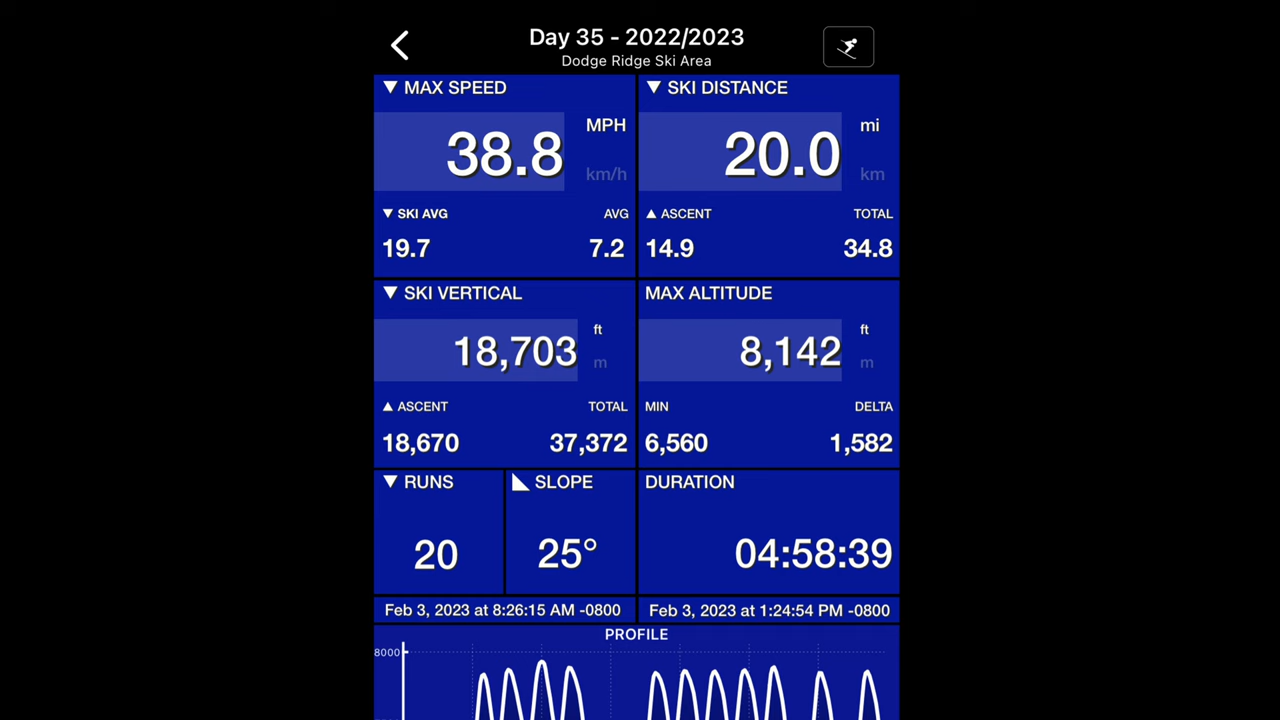 Day 35 - 2022/2023
Dodge Ridge Ski Area
MAX SPEED
38.8 MPH
km/h
SKI AVG AVG
19.7 7.2
SKI DISTANCE
20.0 mi
km
ASCENT TOTAL
14.9 34.8
SKI VERTICAL
18,703 ft
m
ASCENT TOTAL
18,670 37,372
MAX ALTITUDE
8,142 ft
m
MIN DELTA
6,560 1,582
RUNS
20
SLOPE
25°
DURATION
04:58:39
Feb 3, 2023 at 8:26:15 AM -0800
Feb 3, 2023 at 1:24:54 PM -0800
PROFILE
8000